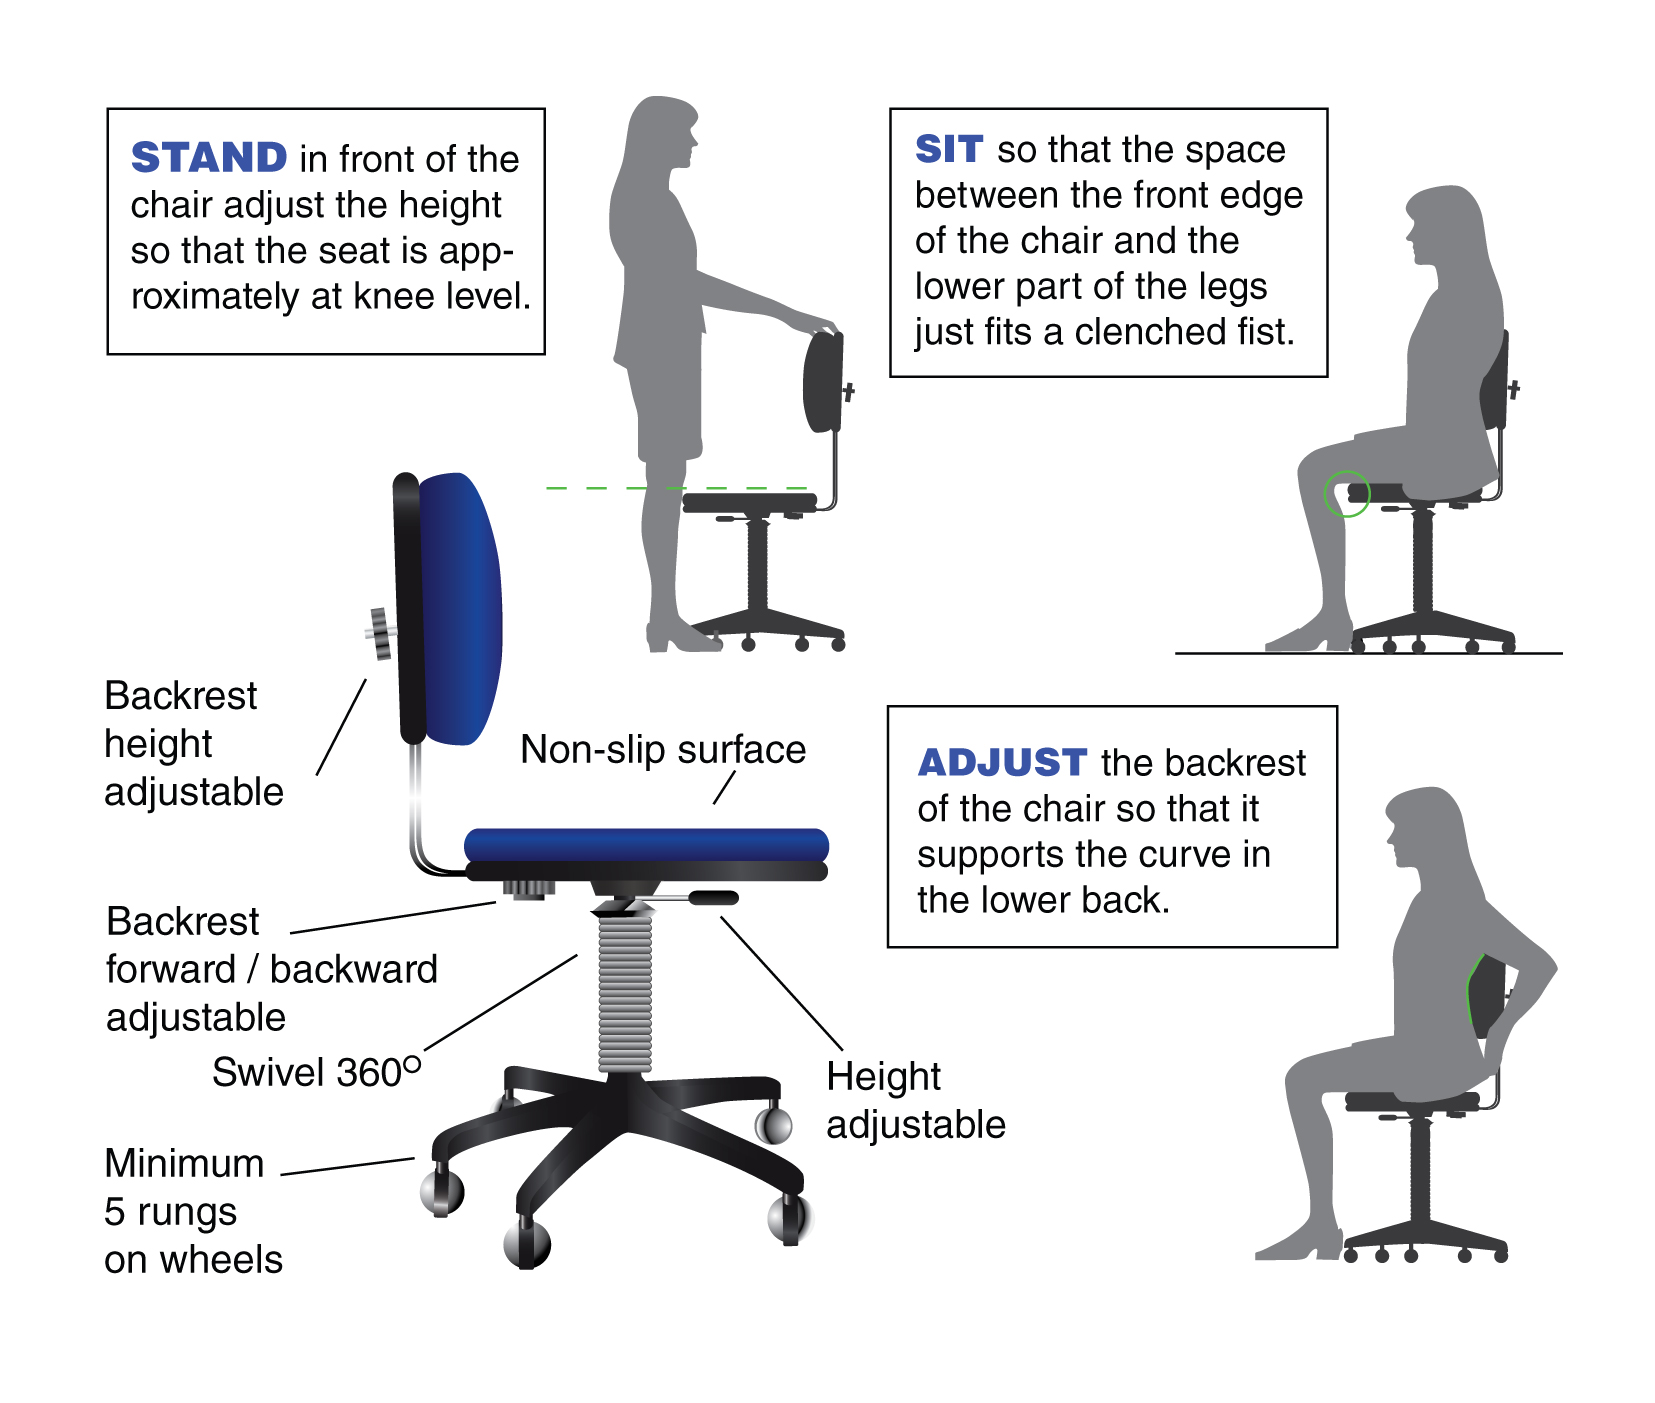 STAND in front of the
chair adjust the height
so that the seat is app-
roximately at knee level.
SIT so that the space
between the front edge
of the chair and the
lower part of the legs
just fits a clenched fist.
Backrest
height
adjustable
Non-slip surface
ADJUST the backrest
of the chair so that it
supports the curve in
the lower back.
Backrest
forward / backward
adjustable
Swivel 360°
Height
adjustable
Minimum
5 rungs
on wheels